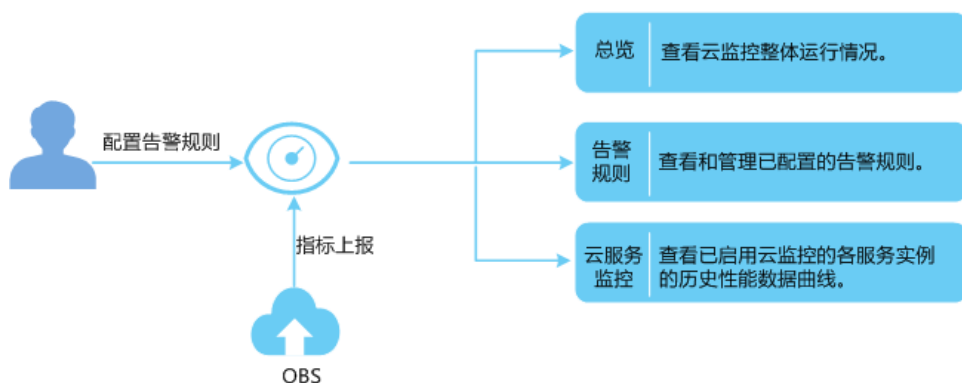 总览
查看云监控整体运行情况。
配置告警规则
告警
规则
查看和管理已配置的告警规则。
指标上报
云服务
监控
查看已启用云监控的各服务实例
的历史性能数据曲线。
OBS